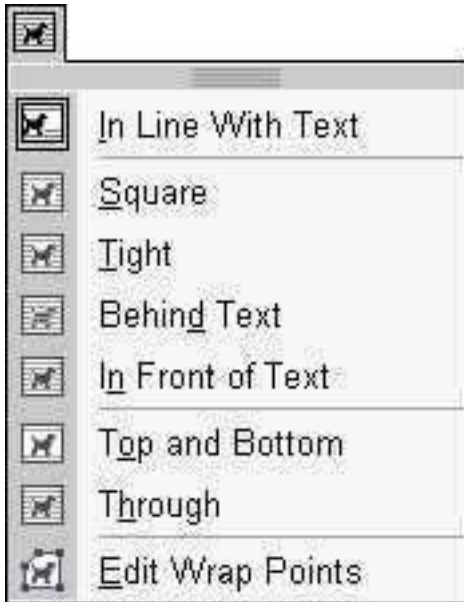 In Line With Text
Square
Tight
Behind Text
In Front of Text
Top and Bottom
Through
Edit Wrap Points